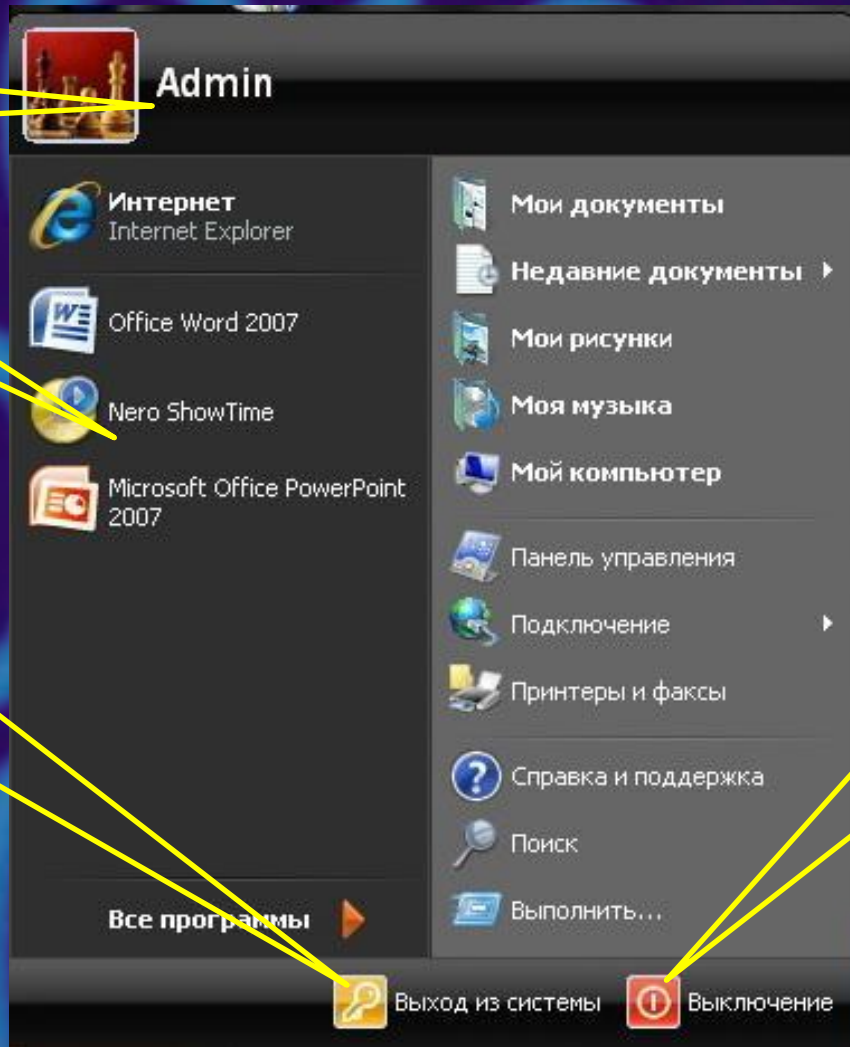 Admin
Интернет
Internet Explorer
Office Word 2007
Nero ShowTime
Microsoft Office PowerPoint
2007
Все программы
Мои документы
Недавние документы
Мои рисунки
Моя музыка
Мой компьютер
Панель управления
Подключение
Принтеры и факсы
Справка и поддержка
Поиск
Выполнить...
Выход из системы
Выключение